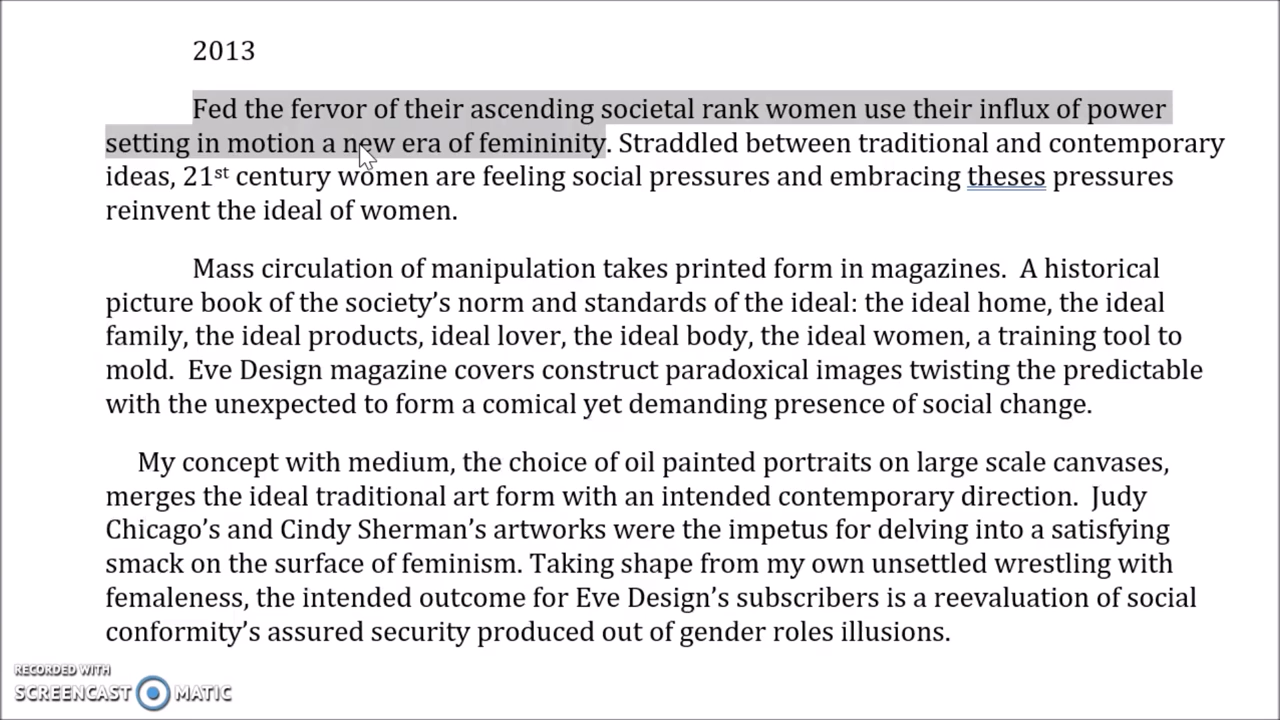 2013
Fed the fervor of their ascending societal rank women use their influx of power
setting in motion a new era of femininity. Straddled between traditional and contemporary
ideas, 21st century women are feeling social pressures and embracing theses pressures
reinvent the ideal of women.
Mass circulation of manipulation takes printed form in magazines.  A historical
picture book of the society’s norm and standards of the ideal: the ideal home, the ideal
family, the ideal products, ideal lover, the ideal body, the ideal women, a training tool to
mold.  Eve Design magazine covers construct paradoxical images twisting the predictable
with the unexpected to form a comical yet demanding presence of social change.
My concept with medium, the choice of oil painted portraits on large scale canvases,
merges the ideal traditional art form with an intended contemporary direction.  Judy
Chicago’s and Cindy Sherman’s artworks were the impetus for delving into a satisfying
smack on the surface of feminism. Taking shape from my own unsettled wrestling with
femaleness, the intended outcome for Eve Design’s subscribers is a reevaluation of social
conformity’s assured security produced out of gender roles illusions.
RECORDED WITH
SCREENCAST MATIC